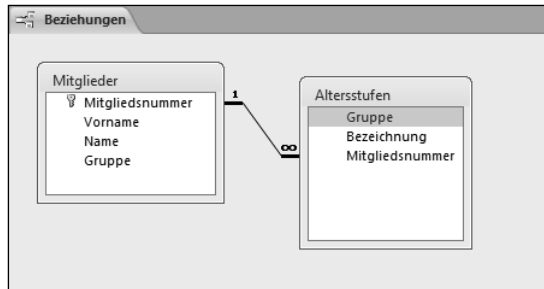 Beziehungen
Mitglieder
Mitgliedsnummer
Vorname
Name
Gruppe
1
∞
Altersstufen
Gruppe
Bezeichnung
Mitgliedsnummer